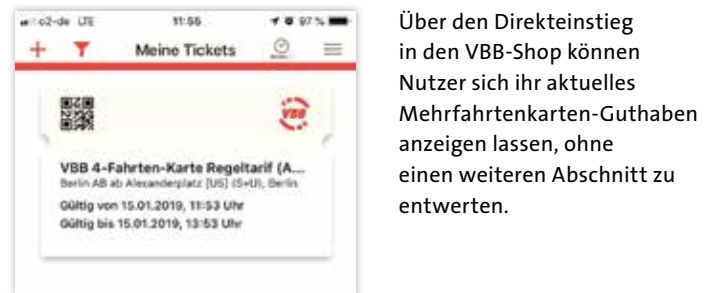 o2-de LTE 11:56 97 %
Meine Tickets
VBB
VBB 4-Fahrten-Karte Regeltarif (A...
Berlin AB ab Alexanderplatz [U5] (S+U), Berlin
Gültig von 15.01.2019, 11:53 Uhr
Gültig bis 15.01.2019, 13:53 Uhr
Über den Direkteinstieg
in den VBB-Shop können
Nutzer sich ihr aktuelles
Mehrfahrtenkarten-Guthaben
anzeigen lassen, ohne
einen weiteren Abschnitt zu
entwerten.